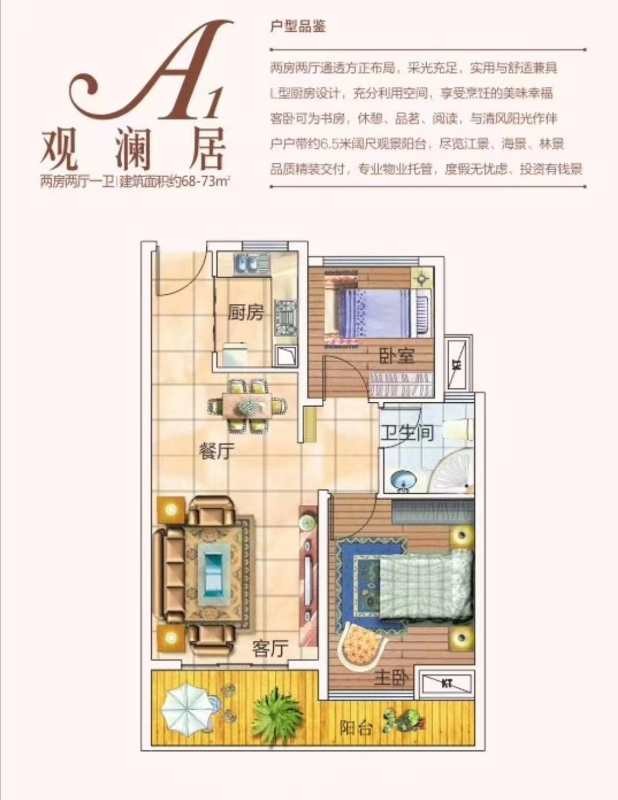 A1
观澜居
两房两厅一卫|建筑面积约68-73m²
户型品鉴
两房两厅通透方正布局，采光充足，实用与舒适兼具
L型厨房设计，充分利用空间，享受烹饪的美味幸福
客卧可为书房，休憩、品茗、阅读，与清风阳光作伴
户户带约6.5米阔尺观景阳台，尽览江景、海景、林景
品质精装交付，专业物业托管，度假无忧虑、投资有钱景
厨房
卧室
KT
卫生间
餐厅
客厅
主卧
KT
阳台